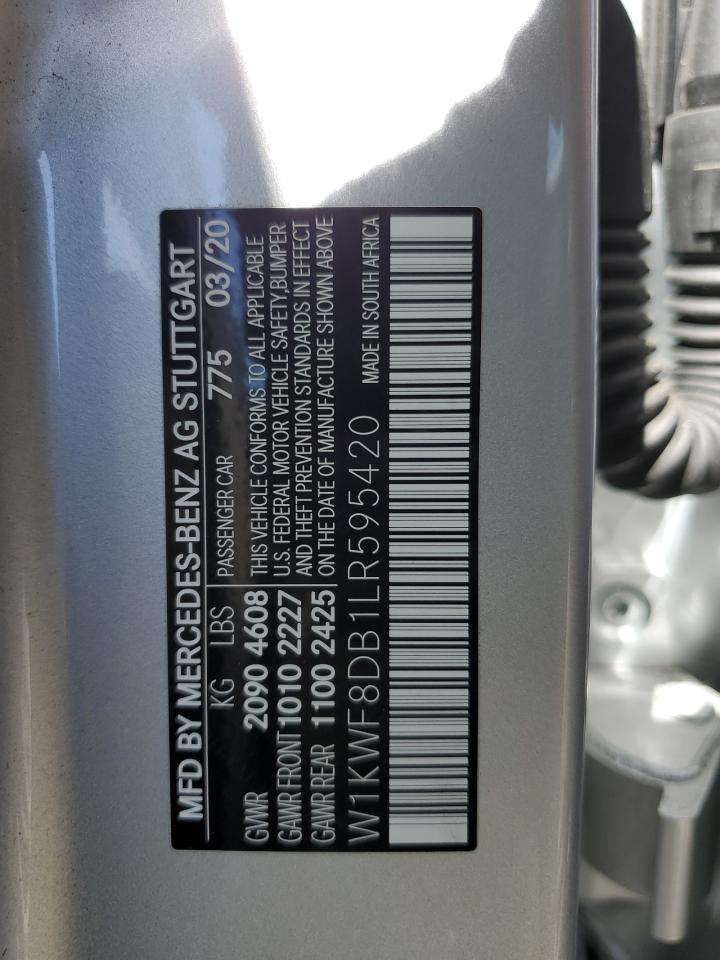 MFD BY MERCEDES-BENZ AG STUTTGART
KG LBS PASSENGER CAR 775 03/20
GVWR 2090 4608 THIS VEHICLE CONFORMS TO ALL APPLICABLE
GAWR FRONT 1010 2227 U.S. FEDERAL MOTOR VEHICLE SAFETY,BUMPER
GAWR REAR 1100 2425 AND THEFT PREVENTION STANDARDS IN EFFECT
ON THE DATE OF MANUFACTURE SHOWN ABOVE
W1KWF8DB1LR595420 MADE IN SOUTH AFRICA